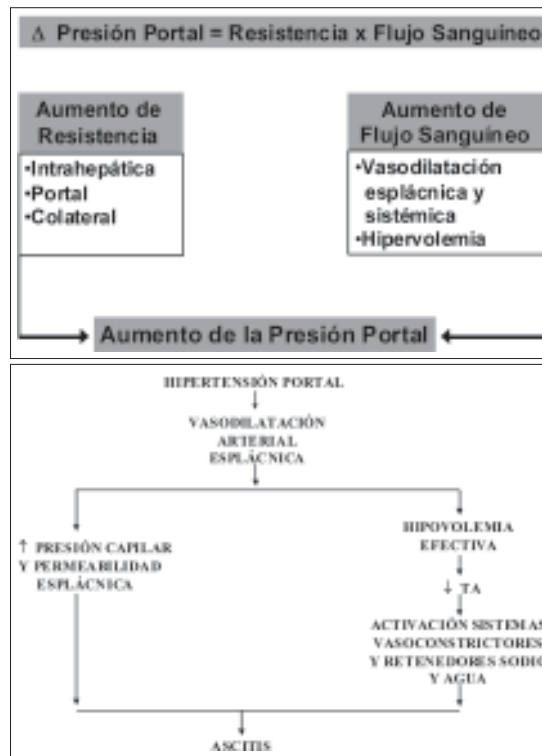 Δ Presión Portal = Resistencia x Flujo Sanguíneo
Aumento de
Resistencia
•Intrahepática
•Portal
•Colateral
Aumento de
Flujo Sanguíneo
•Vasodilatación
esplácnica y
sistémica
•Hipervolemia
Aumento de la Presión Portal
HIPERTENSIÓN PORTAL
VASODILATACIÓN
ARTERIAL
ESPLÁCNICA
↑ PRESIÓN CAPILAR
Y PERMEABILIDAD
ESPLÁCNICA
HIPOVOLEMIA
EFECTIVA
↓ TA
ACTIVACIÓN SISTEMAS
VASOCONSTRICTORES
Y RETENEDORES SODIO
Y AGUA
ASCITIS